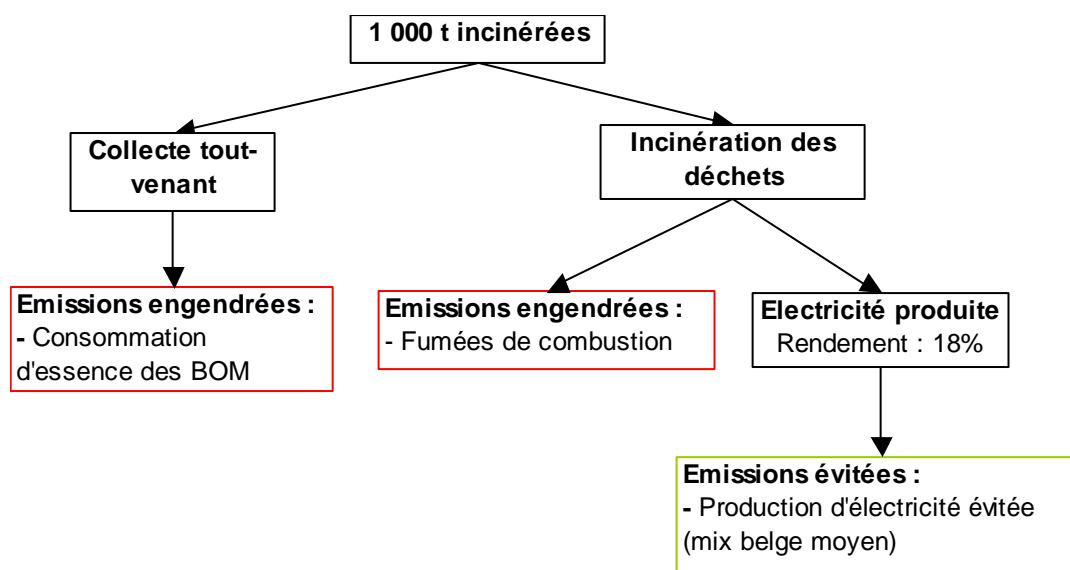 1 000 t incinérées
Collecte tout-
venant
Incinération des
déchets
Emissions engendrées :
- Consommation
d'essence des BOM
Emissions engendrées :
- Fumées de combustion
Electricité produite
Rendement : 18%
Emissions évitées :
- Production d'électricité évitée
(mix belge moyen)